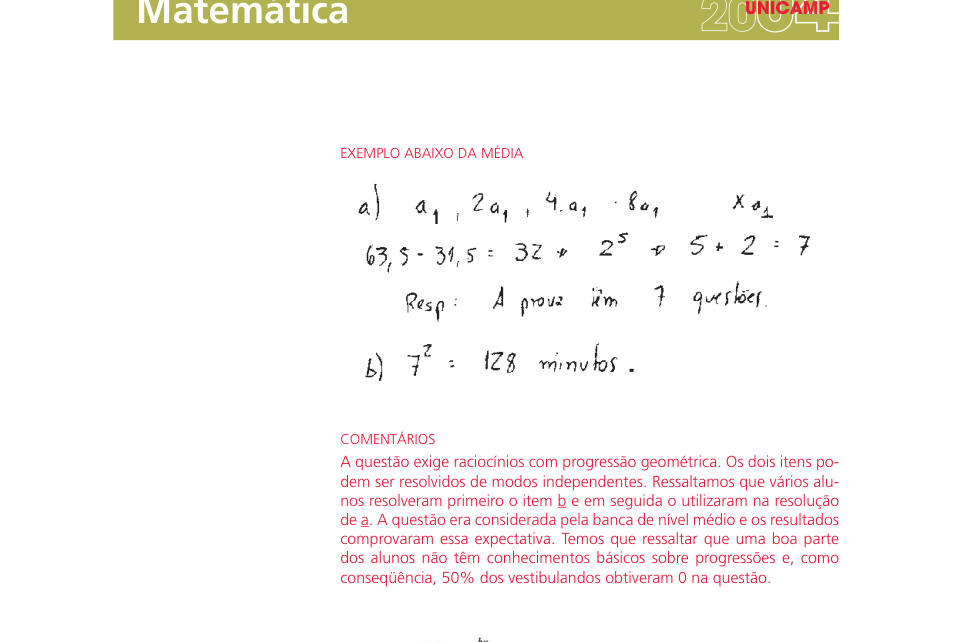 Matemática
2004
UNICAMP
EXEMPLO ABAIXO DA MÉDIA
a) a₁ , 2a₁ , 4.a₁ . 8a₁ x a₁
63,5 - 31,5 = 32 → 2⁵ → 5 + 2 = 7
Resp: A prova têm 7 questões.
b) 7² = 128 minutos.
COMENTÁRIOS
A questão exige raciocínios com progressão geométrica. Os dois itens po-
dem ser resolvidos de modos independentes. Ressaltamos que vários alu-
nos resolveram primeiro o item b e em seguida o utilizaram na resolução
de a. A questão era considerada pela banca de nível médio e os resultados
comprovaram essa expectativa. Temos que ressaltar que uma boa parte
dos alunos não têm conhecimentos básicos sobre progressões e, como
conseqüência, 50% dos vestibulandos obtiveram 0 na questão.